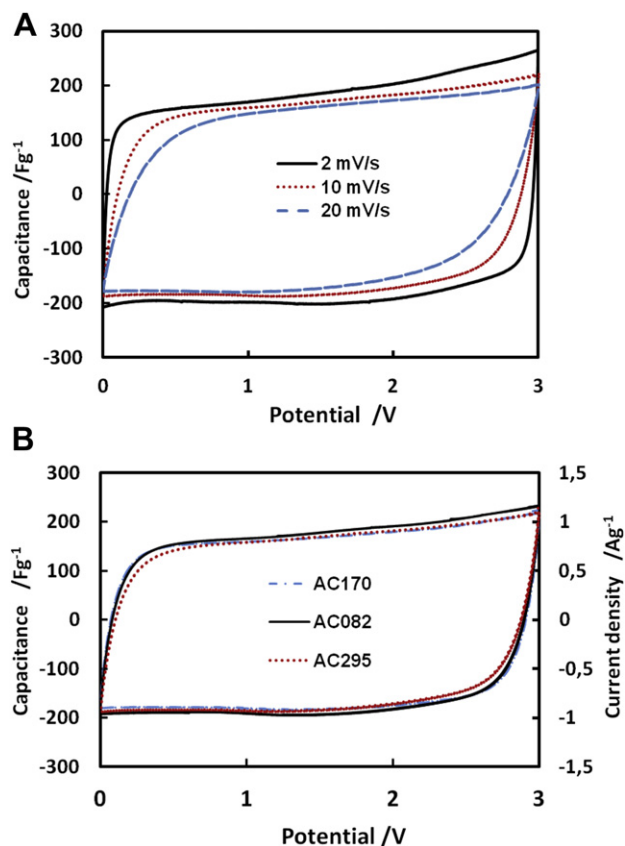 A
300
200
100
0
-100
-200
-300
Capacitance /Fg-1
2 mV/s
10 mV/s
20 mV/s
0 1 2 3
Potential /V
B
300
200
100
0
-100
-200
-300
Capacitance /Fg-1
AC170
AC082
AC295
1,5
1
0,5
0
-0,5
-1
-1,5
Current density /Ag-1
0 1 2 3
Potential /V